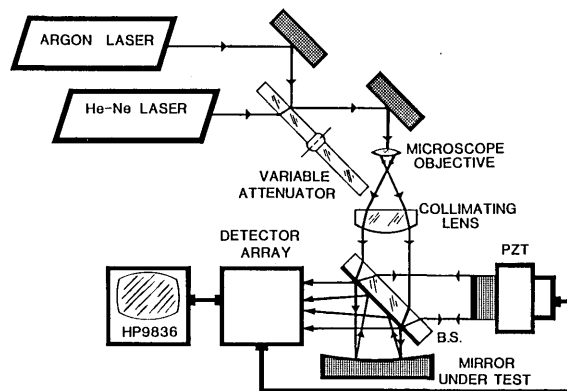 ARGON LASER
He-Ne LASER
MICROSCOPE
OBJECTIVE
VARIABLE
ATTENUATOR
COLLIMATING
LENS
DETECTOR
ARRAY
PZT
HP9836
B.S.
MIRROR
UNDER TEST